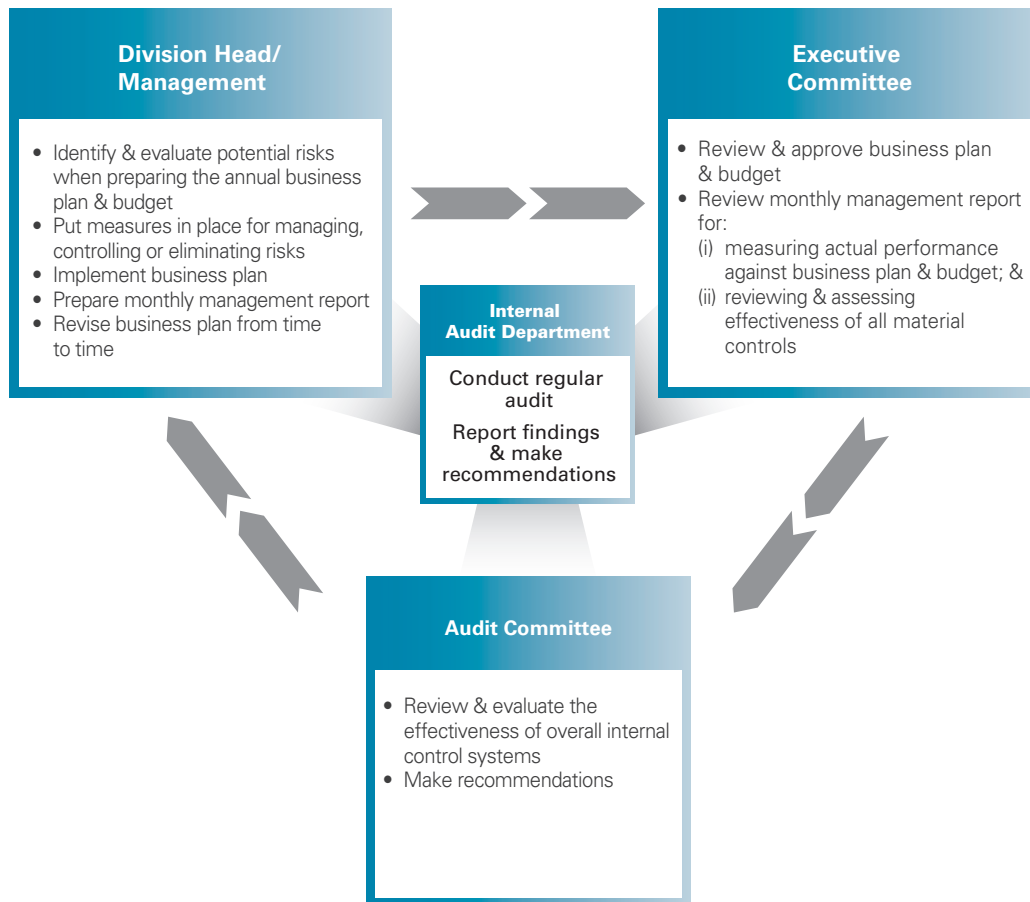 Division Head/
Management
• Identify & evaluate potential risks
when preparing the annual business
plan & budget
• Put measures in place for managing,
controlling or eliminating risks
• Implement business plan
• Prepare monthly management report
• Revise business plan from time
to time
Executive
Committee
• Review & approve business plan
& budget
• Review monthly management report
for:
(i) measuring actual performance
against business plan & budget; &
(ii) reviewing & assessing
effectiveness of all material
controls
Internal
Audit Department
Conduct regular
audit
Report findings
& make
recommendations
Audit Committee
• Review & evaluate the
effectiveness of overall internal
control systems
• Make recommendations